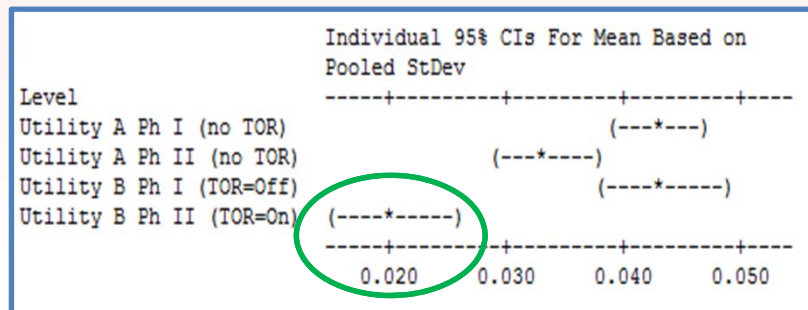 Individual 95% CIs For Mean Based on
Pooled StDev
Level                     -----+---------+---------+---------+----
Utility A Ph I (no TOR)                           (---*---)
Utility A Ph II (no TOR)                (---*----)
Utility B Ph I (TOR=Off)                         (----*-----)
Utility B Ph II (TOR=On)  (----*-----)
                          -----+---------+---------+---------+----
                             0.020     0.030     0.040     0.050